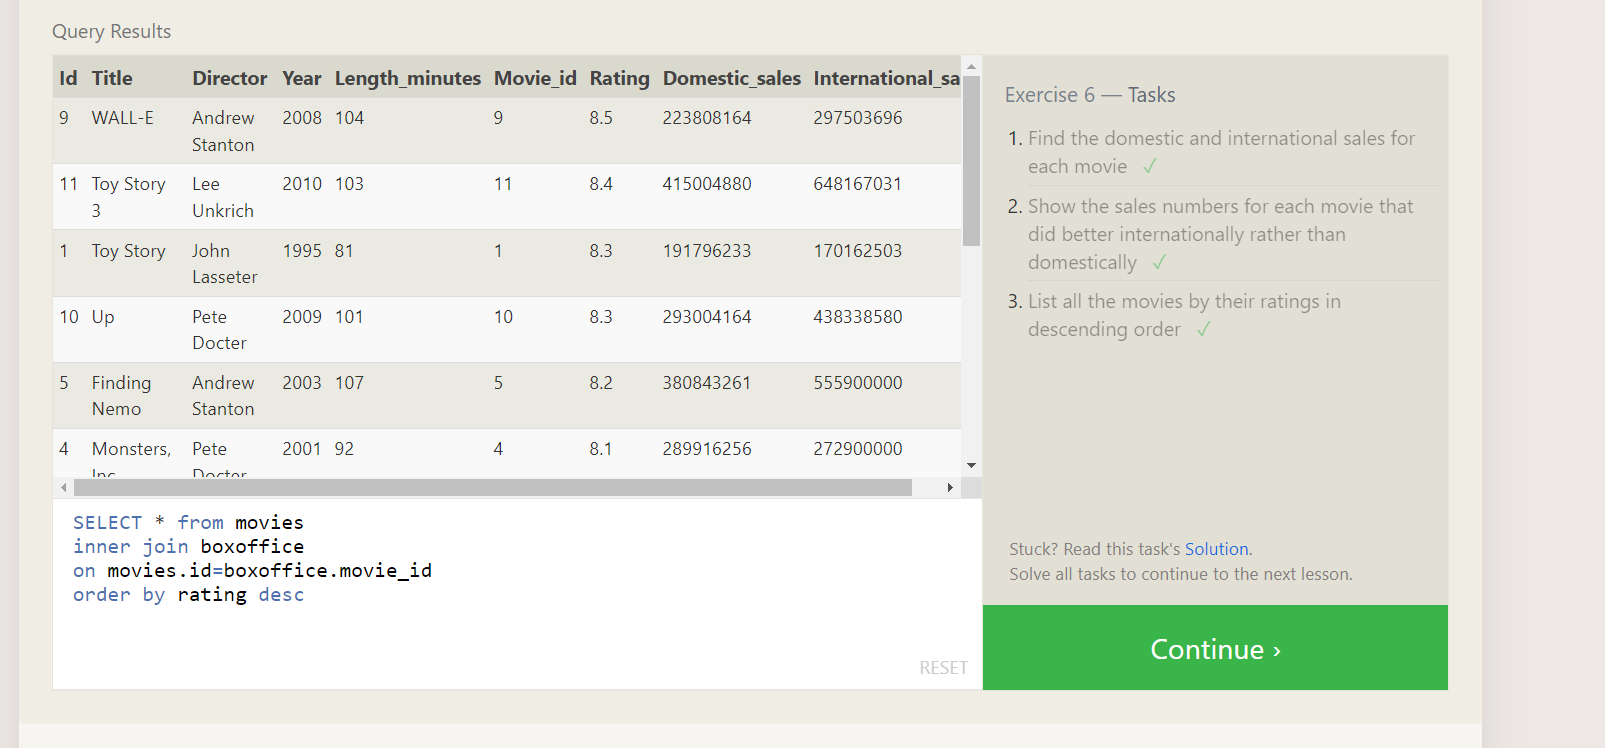 Query Results
Id Title Director Year Length_minutes Movie_id Rating Domestic_sales International_sa
9 WALL-E Andrew 2008 104 9 8.5 223808164 297503696
Stanton
11 Toy Story Lee 2010 103 11 8.4 415004880 648167031
3 Unkrich
1 Toy Story John 1995 81 1 8.3 191796233 170162503
Lasseter
10 Up Pete 2009 101 10 8.3 293004164 438338580
Docter
5 Finding Andrew 2003 107 5 8.2 380843261 555900000
Nemo Stanton
4 Monsters, Pete 2001 92 4 8.1 289916256 272900000
Inc. Docter
SELECT * from movies
inner join boxoffice
on movies.id=boxoffice.movie_id
order by rating desc
RESET
Exercise 6 — Tasks
1. Find the domestic and international sales for
each movie ✓
2. Show the sales numbers for each movie that
did better internationally rather than
domestically ✓
3. List all the movies by their ratings in
descending order ✓
Stuck? Read this task's Solution.
Solve all tasks to continue to the next lesson.
Continue ›